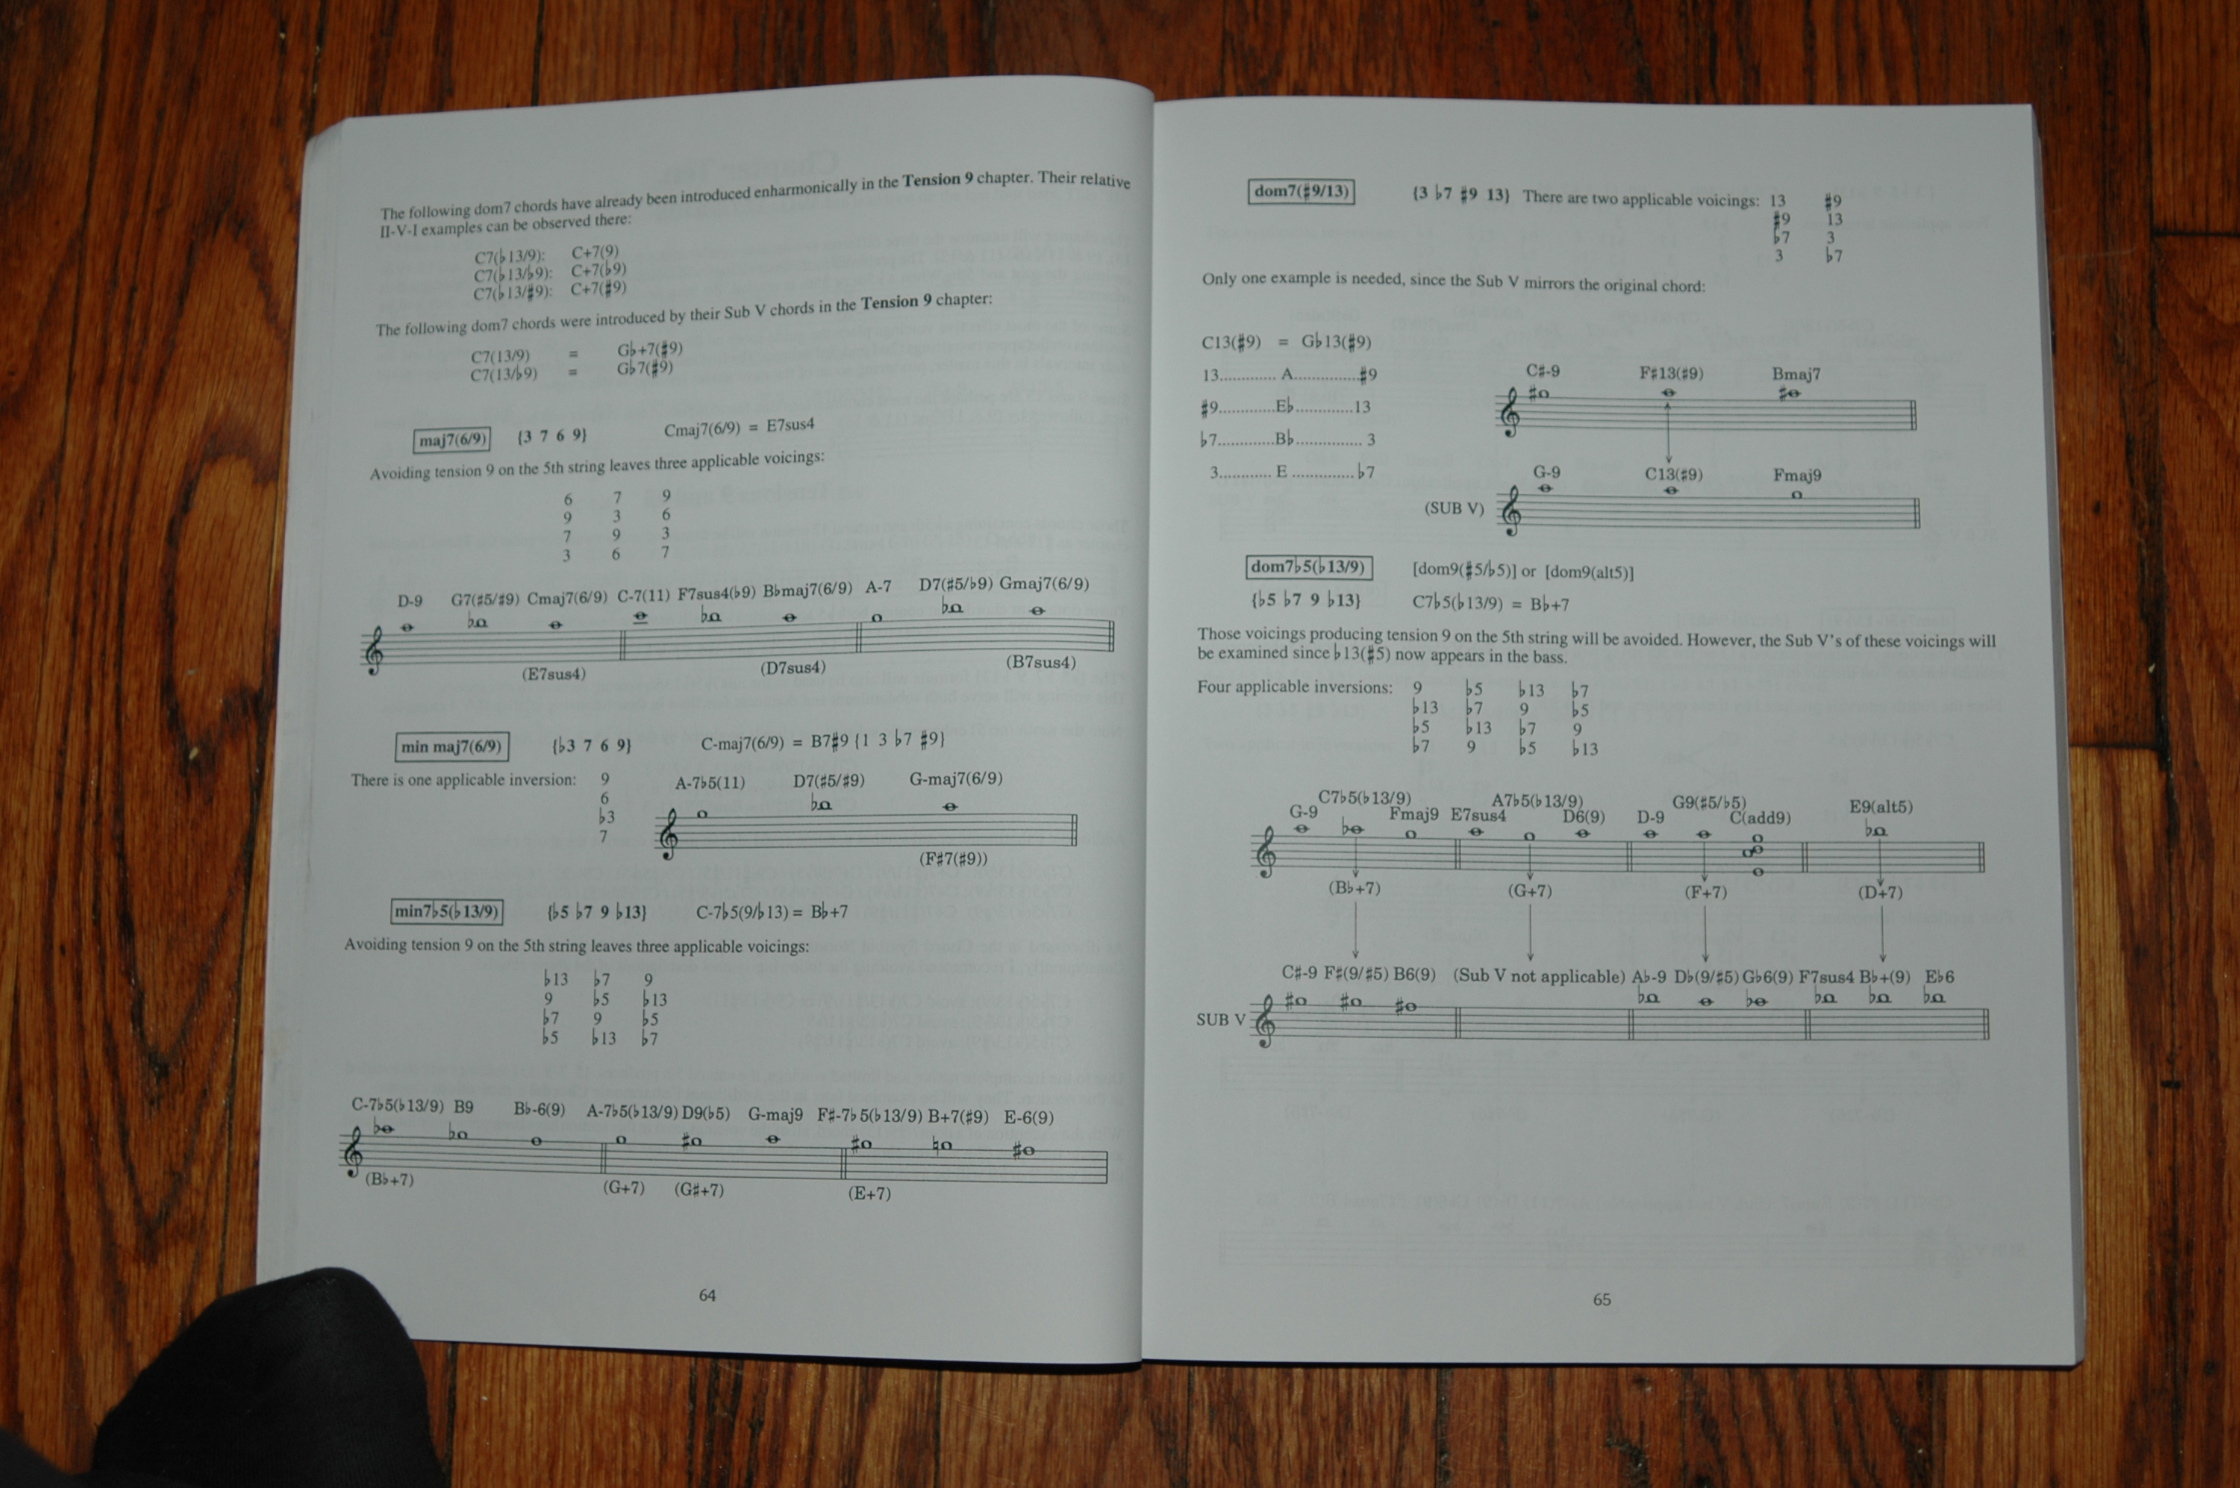 The following dom7 chords have already been introduced enharmonically in the Tension 9 chapter. Their relative
II-V-I examples can be observed there:
C7(♭13/9): C+7(9)
C7(♭13/♭9): C+7(♭9)
C7(♭13/♯9): C+7(♯9)
The following dom7 chords were introduced by their Sub V chords in the Tension 9 chapter:
C7(13/9) = G♭+7(♯9)
C7(13/♭9) = G♭7(♯9)
maj7(6/9) {3 7 6 9} Cmaj7(6/9) = E7sus4
Avoiding tension 9 on the 5th string leaves three applicable voicings:
6 7 9
9 3 6
7 9 3
3 6 7
D-9 G7(♯5/♯9) Cmaj7(6/9) C-7(11) F7sus4(♭9) B♭maj7(6/9) A-7 D7(♯5/♭9) Gmaj7(6/9)
(E7sus4) (D7sus4) (B7sus4)
min maj7(6/9) {♭3 7 6 9} C-maj7(6/9) = B7♯9 {1 3 ♭7 ♯9}
There is one applicable inversion: 9
6
♭3
7
A-7♭5(11) D7(♯5/♯9) G-maj7(6/9)
(F♯7(♯9))
min7♭5(♭13/9) {♭5 ♭7 9 ♭13} C-7♭5(9/♭13) = B♭+7
Avoiding tension 9 on the 5th string leaves three applicable voicings:
♭13 ♭7 9
9 ♭5 ♭13
♭7 9 ♭5
♭5 ♭13 ♭7
C-7♭5(♭13/9) B9 B♭-6(9) A-7♭5(♭13/9) D9(♭5) G-maj9 F♯-7♭5(♭13/9) B+7(♯9) E-6(9)
(B♭+7) (G+7) (G♯+7) (E+7)
64
dom7(♯9/13) {3 ♭7 ♯9 13} There are two applicable voicings: 13 ♯9
♯9 13
♭7 3
3 ♭7
Only one example is needed, since the Sub V mirrors the original chord:
C13(♯9) = G♭13(♯9)
13............ A..............♯9
♯9............E♭............13
♭7............B♭.............. 3
3............ E ..............♭7
C♯-9 F♯13(♯9) Bmaj7
G-9 C13(♯9) Fmaj9
(SUB V)
dom7♭5(♭13/9) [dom9(♯5/♭5)] or [dom9(alt5)]
{♭5 ♭7 9 ♭13} C7♭5(♭13/9) = B♭+7
Those voicings producing tension 9 on the 5th string will be avoided. However, the Sub V's of these voicings will
be examined since ♭13(♯5) now appears in the bass.
Four applicable inversions: 9 ♭5 ♭13 ♭7
♭13 ♭7 9 ♭5
♭5 ♭13 ♭7 9
♭7 9 ♭5 ♭13
G-9 C7♭5(♭13/9) Fmaj9 E7sus4 A7♭5(♭13/9) D6(9) D-9 G9(♯5/♭5) C(add9) E9(alt5)
(B♭+7) (G+7) (F+7) (D+7)
C♯-9 F♯(9/♯5) B6(9) (Sub V not applicable) A♭-9 D♭(9/♯5) G♭6(9) F7sus4 B♭+(9) E♭6
SUB V
65